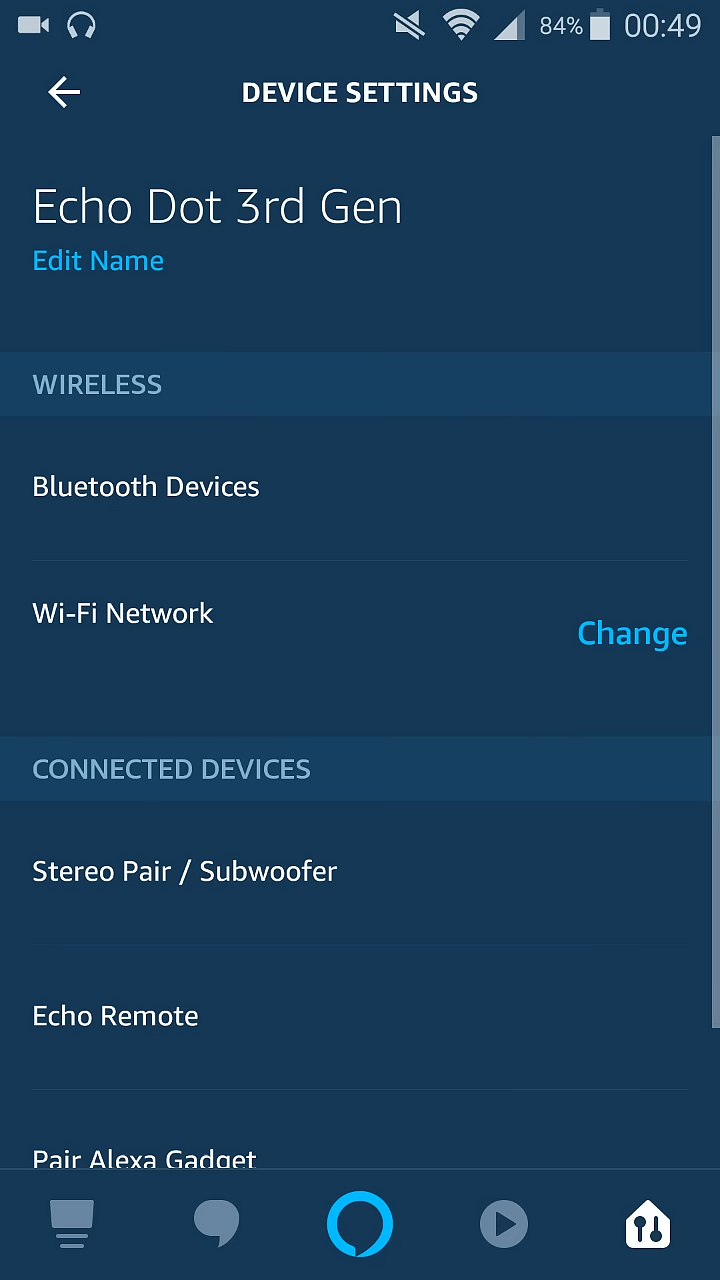 84% 00:49
DEVICE SETTINGS
Echo Dot 3rd Gen
Edit Name
WIRELESS
Bluetooth Devices
Wi-Fi Network
Change
CONNECTED DEVICES
Stereo Pair / Subwoofer
Echo Remote
Pair Alexa Gadget